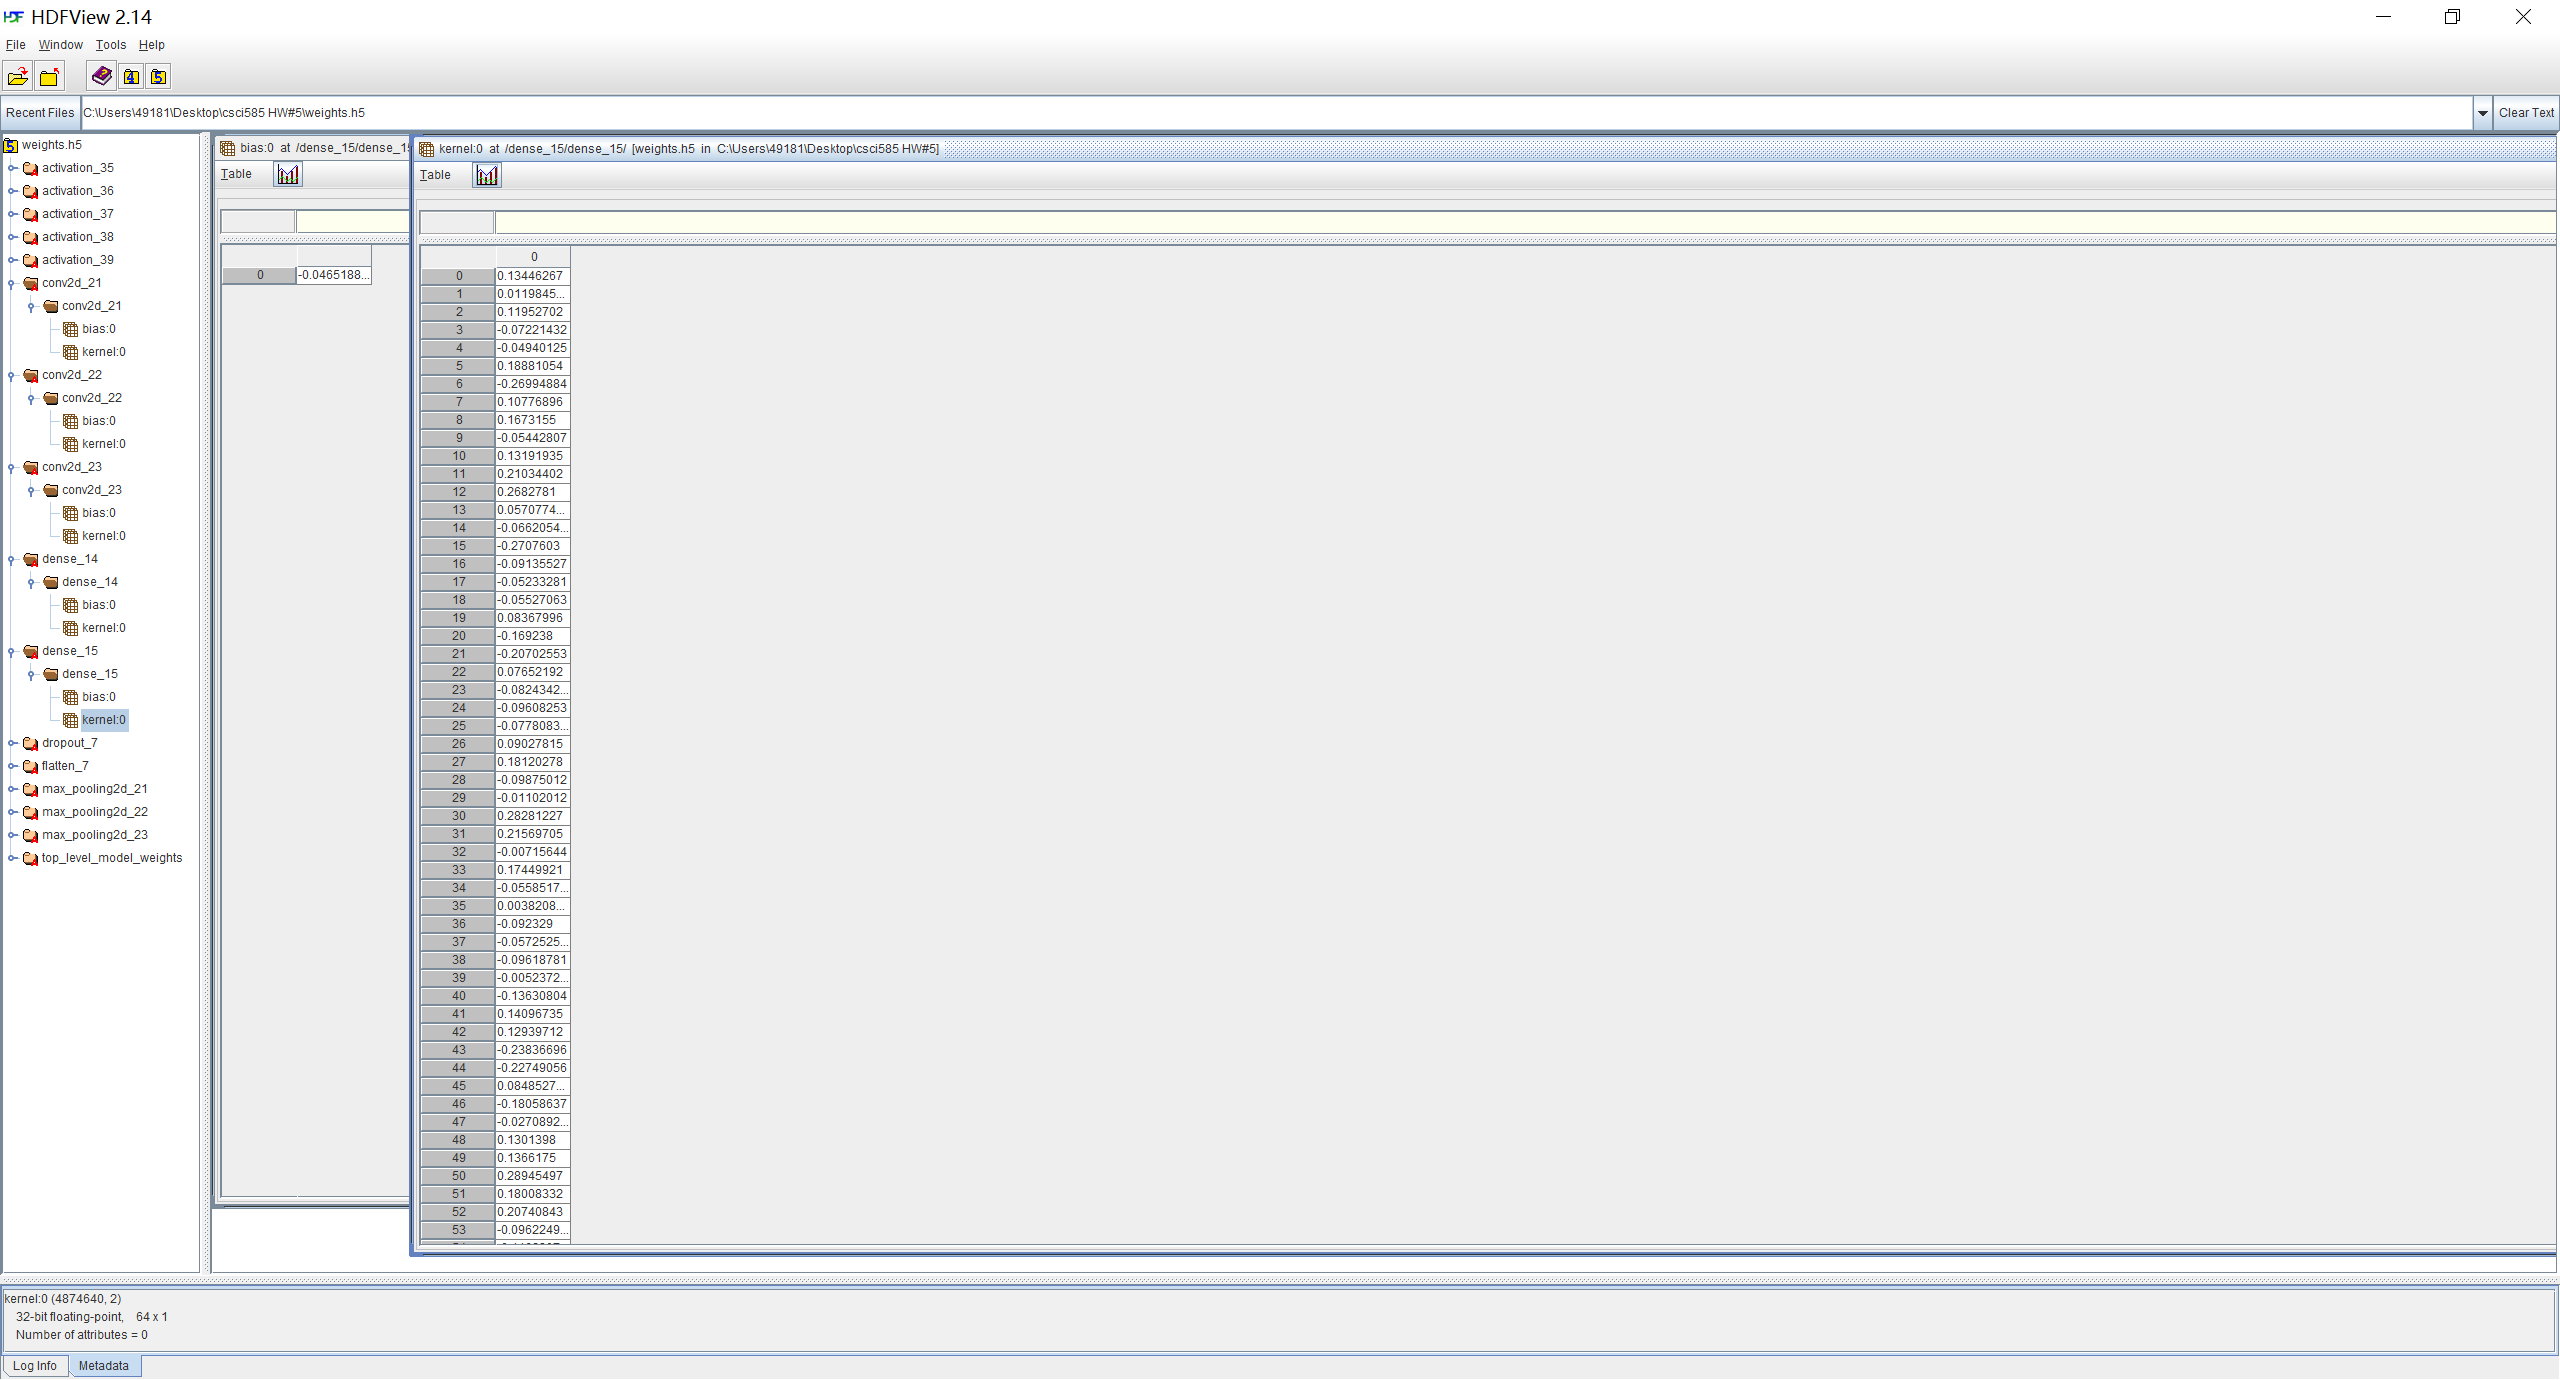 HDFView 2.14
File Window Tools Help
4 5
Recent Files C:\Users\49181\Desktop\csci585 HW#5\weights.h5 Clear Text
5 weights.h5
activation_35
activation_36
activation_37
activation_38
activation_39
conv2d_21
conv2d_21
bias:0
kernel:0
conv2d_22
conv2d_22
bias:0
kernel:0
conv2d_23
conv2d_23
bias:0
kernel:0
dense_14
dense_14
bias:0
kernel:0
dense_15
dense_15
bias:0
kernel:0
dropout_7
flatten_7
max_pooling2d_21
max_pooling2d_22
max_pooling2d_23
top_level_model_weights
bias:0 at /dense_15/dense_15
Table
0 -0.0465188...
kernel:0 at /dense_15/dense_15/ [weights.h5 in C:\Users\49181\Desktop\csci585 HW#5]
Table
0
0 0.13446267
1 0.0119845...
2 0.11952702
3 -0.07221432
4 -0.04940125
5 0.18881054
6 -0.26994884
7 0.10776896
8 0.1673155
9 -0.05442807
10 0.13191935
11 0.21034402
12 0.2682781
13 0.0570774...
14 -0.0662054...
15 -0.2707603
16 -0.09135527
17 -0.05233281
18 -0.05527063
19 0.08367996
20 -0.169238
21 -0.20702553
22 0.07652192
23 -0.0824342...
24 -0.09608253
25 -0.0778083...
26 0.09027815
27 0.18120278
28 -0.09875012
29 -0.01102012
30 0.28281227
31 0.21569705
32 -0.00715644
33 0.17449921
34 -0.0558517...
35 0.0038208...
36 -0.092329
37 -0.0572525...
38 -0.09618781
39 -0.0052372...
40 -0.13630804
41 0.14096735
42 0.12939712
43 -0.23836696
44 -0.22749056
45 0.0848527...
46 -0.18058637
47 -0.0270892...
48 0.1301398
49 0.1366175
50 0.28945497
51 0.18008332
52 0.20740843
53 -0.0962249...
kernel:0 (4874640, 2)
32-bit floating-point, 64 x 1
Number of attributes = 0
Log Info Metadata